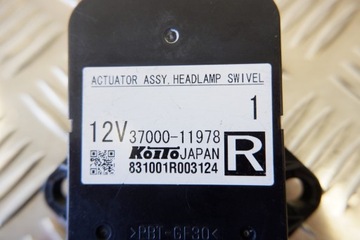 ACTUATOR ASSY. HEADLAMP SWIVEL
1
12V 37000-11978
KOITO JAPAN R
831001R003124
>PBT-GF30<